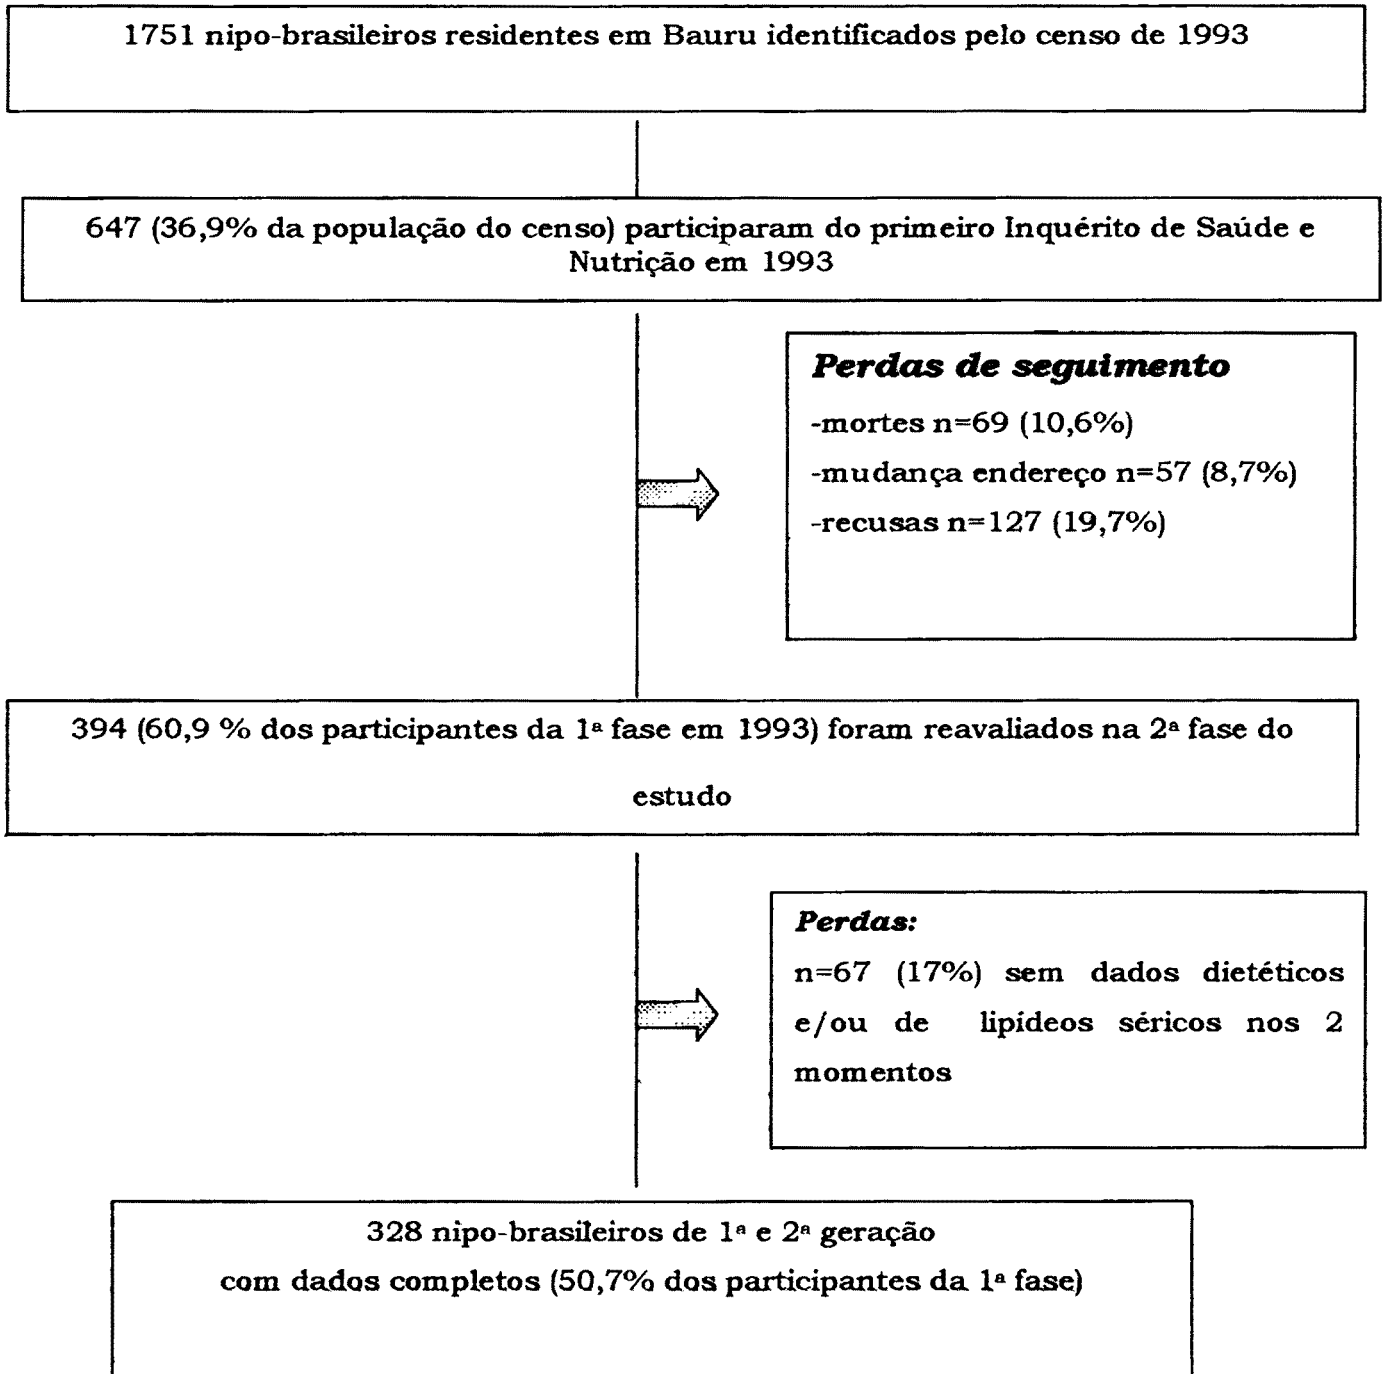 1751 nipo-brasileiros residentes em Bauru identificados pelo censo de 1993
647 (36,9% da população do censo) participaram do primeiro Inquérito de Saúde e
Nutrição em 1993
Perdas de seguimento
-mortes n=69 (10,6%)
-mudança endereço n=57 (8,7%)
-recusas n=127 (19,7%)
394 (60,9 % dos participantes da 1ª fase em 1993) foram reavaliados na 2ª fase do
estudo
Perdas:
n=67 (17%) sem dados dietéticos
e/ou de lipídeos séricos nos 2
momentos
328 nipo-brasileiros de 1ª e 2ª geração
com dados completos (50,7% dos participantes da 1ª fase)